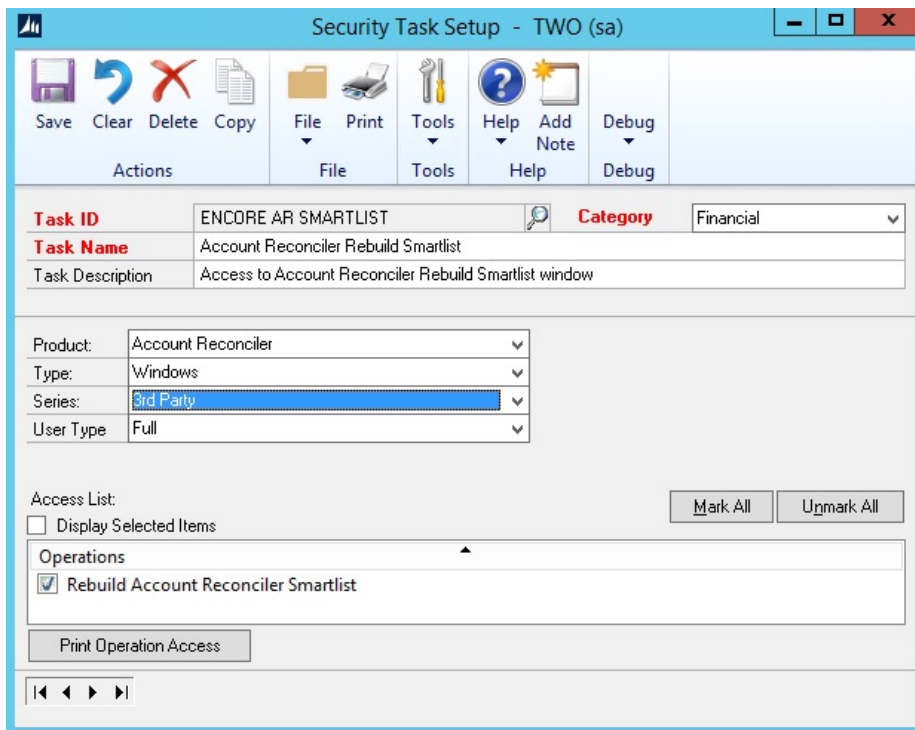 Security Task Setup - TWO (sa)
Save Clear Delete Copy File Print Tools Help Add Note Debug
Actions File Tools Help Debug
Task ID ENCORE AR SMARTLIST Category Financial
Task Name Account Reconciler Rebuild Smartlist
Task Description Access to Account Reconciler Rebuild Smartlist window
Product: Account Reconciler
Type: Windows
Series: 3rd Party
User Type Full
Access List:
Mark All Unmark All
Display Selected Items
Operations
Rebuild Account Reconciler Smartlist
Print Operation Access